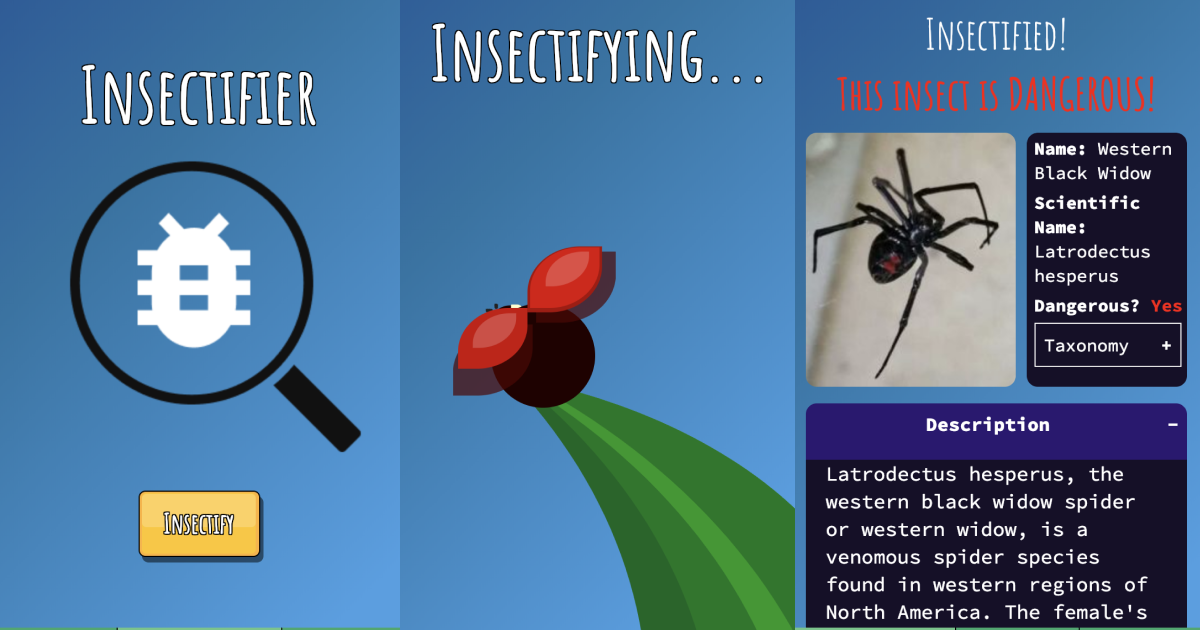 Insectifier
Insectify
Insectifying...
Insectified!
This insect is DANGEROUS!
Name: Western
Black Widow
Scientific
Name:
Latrodectus
hesperus
Dangerous? Yes
Taxonomy +
Description −
Latrodectus hesperus, the
western black widow spider
or western widow, is a
venomous spider species
found in western regions of
North America. The female's